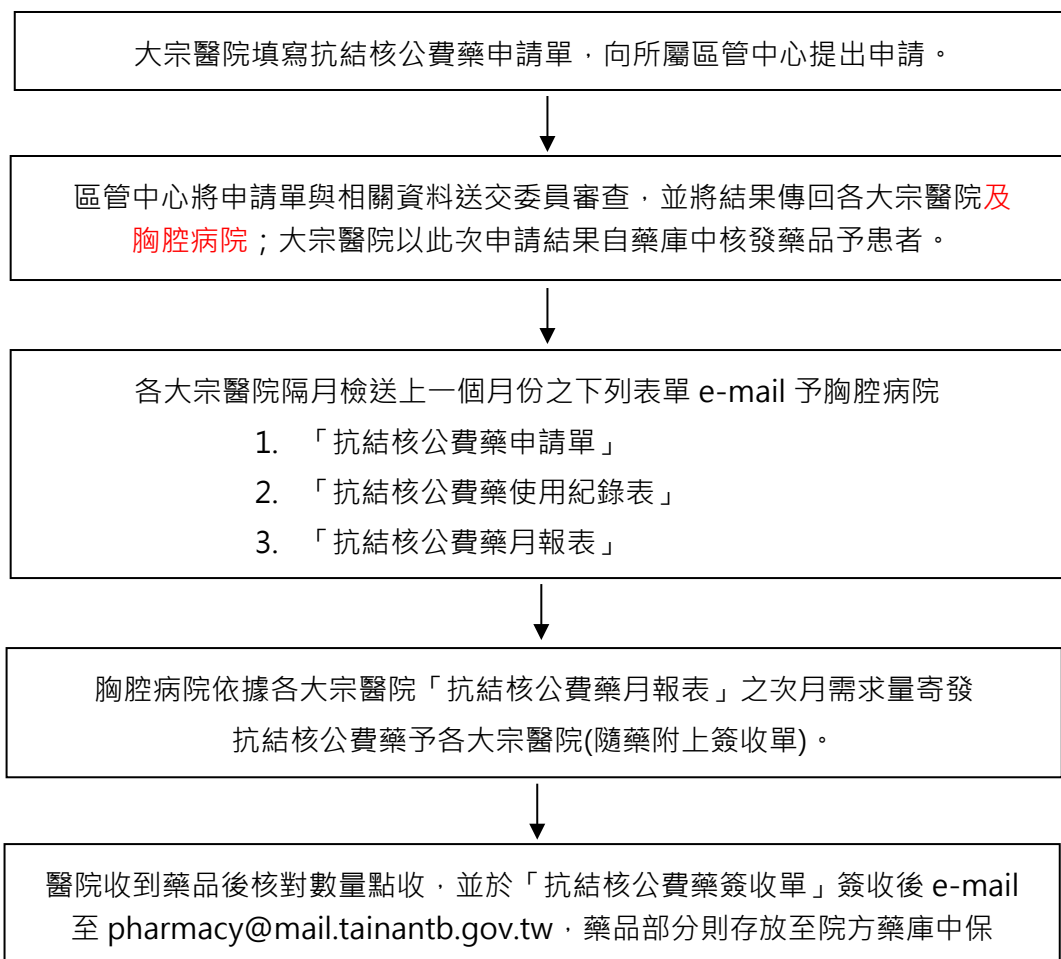 大宗醫院填寫抗結核公費藥申請單，向所屬區管中心提出申請。
區管中心將申請單與相關資料送交委員審查，並將結果傳回各大宗醫院及
胸腔病院；大宗醫院以此次申請結果自藥庫中核發藥品予患者。
各大宗醫院隔月檢送上一個月份之下列表單 e-mail 予胸腔病院
1. 「抗結核公費藥申請單」
2. 「抗結核公費藥使用紀錄表」
3. 「抗結核公費藥月報表」
胸腔病院依據各大宗醫院「抗結核公費藥月報表」之次月需求量寄發
抗結核公費藥予各大宗醫院(隨藥附上簽收單)。
醫院收到藥品後核對數量點收，並於「抗結核公費藥簽收單」簽收後 e-mail
至 pharmacy@mail.tainantb.gov.tw，藥品部分則存放至院方藥庫中保